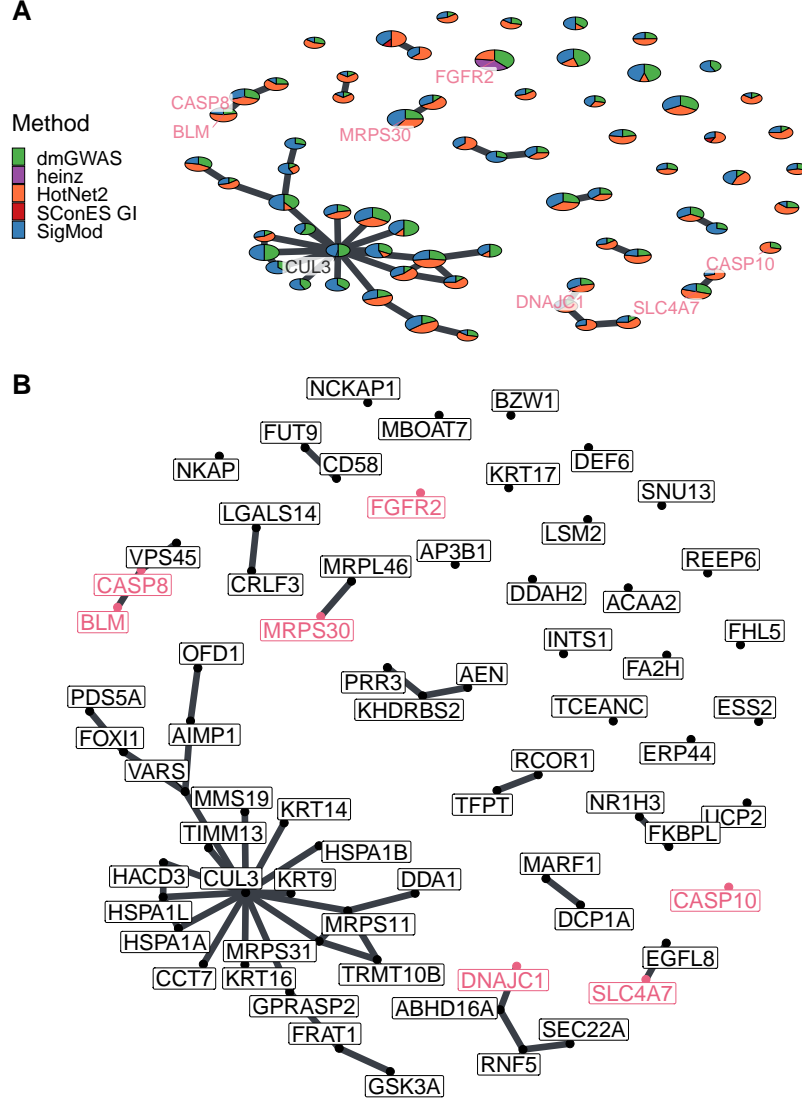 A
FGFR2
CASP8
BLM
MRPS30
Method
dmGWAS
heinz
HotNet2
SConES GI
SigMod
CUL3
CASP10
DNAJC1
SLC4A7
B
NCKAP1
BZW1
MBOAT7
FUT9
CD58
NKAP
DEF6
KRT17
SNU13
FGFR2
LGALS14
LSM2
VPS45
AP3B1
MRPL46
REEP6
CASP8
CRLF3
DDAH2
ACAA2
BLM
MRPS30
INTS1
FHL5
OFD1
FA2H
PRR3
AEN
PDS5A
KHDRBS2
TCEANC
ESS2
FOXI1
AIMP1
ERP44
VARS
RCOR1
MMS19
KRT14
TFPT
NR1H3
UCP2
TIMM13
FKBPL
HSPA1B
MARF1
HACD3
CUL3
KRT9
DDA1
CASP10
HSPA1L
DCP1A
MRPS11
HSPA1A
MRPS31
EGFL8
CCT7
KRT16
TRMT10B
DNAJC1
SLC4A7
GPRASP2
ABHD16A
FRAT1
SEC22A
RNF5
GSK3A